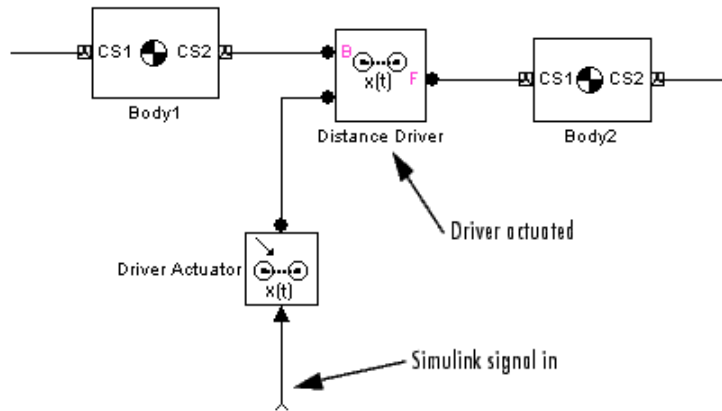 CS1 CS2
Body1
B
x(t)
F
Distance Driver
CS1 CS2
Body2
Driver actuated
Driver Actuator
x(t)
Simulink signal in